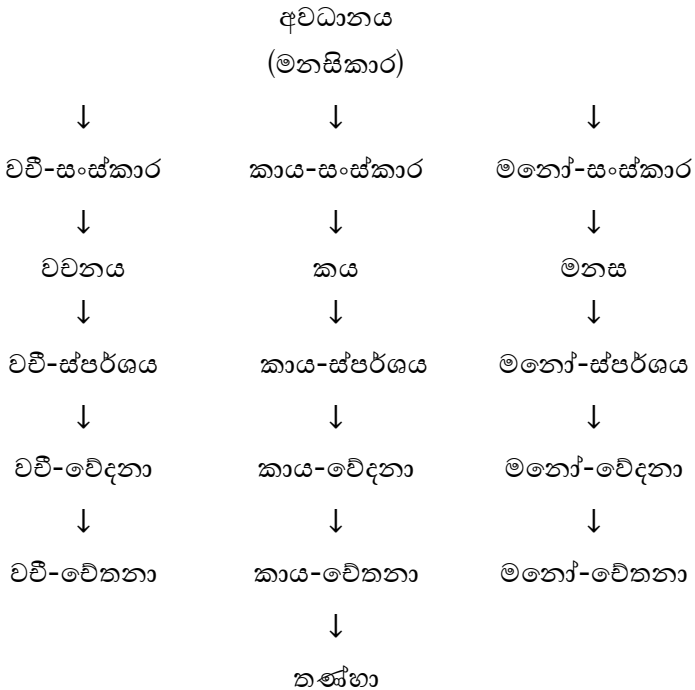 අවධානය
(මනසිකාර)
↓ ↓ ↓
වචී-සංස්කාර කාය-සංස්කාර මනෝ-සංස්කාර
↓ ↓ ↓
වචනය කය මනස
↓ ↓ ↓
වචී-ස්පර්ශය කාය-ස්පර්ශය මනෝ-ස්පර්ශය
↓ ↓ ↓
වචී-වේදනා කාය-වේදනා මනෝ-වේදනා
↓ ↓ ↓
වචී-චේතනා කාය-චේතනා මනෝ-චේතනා
↓
තණ්හා